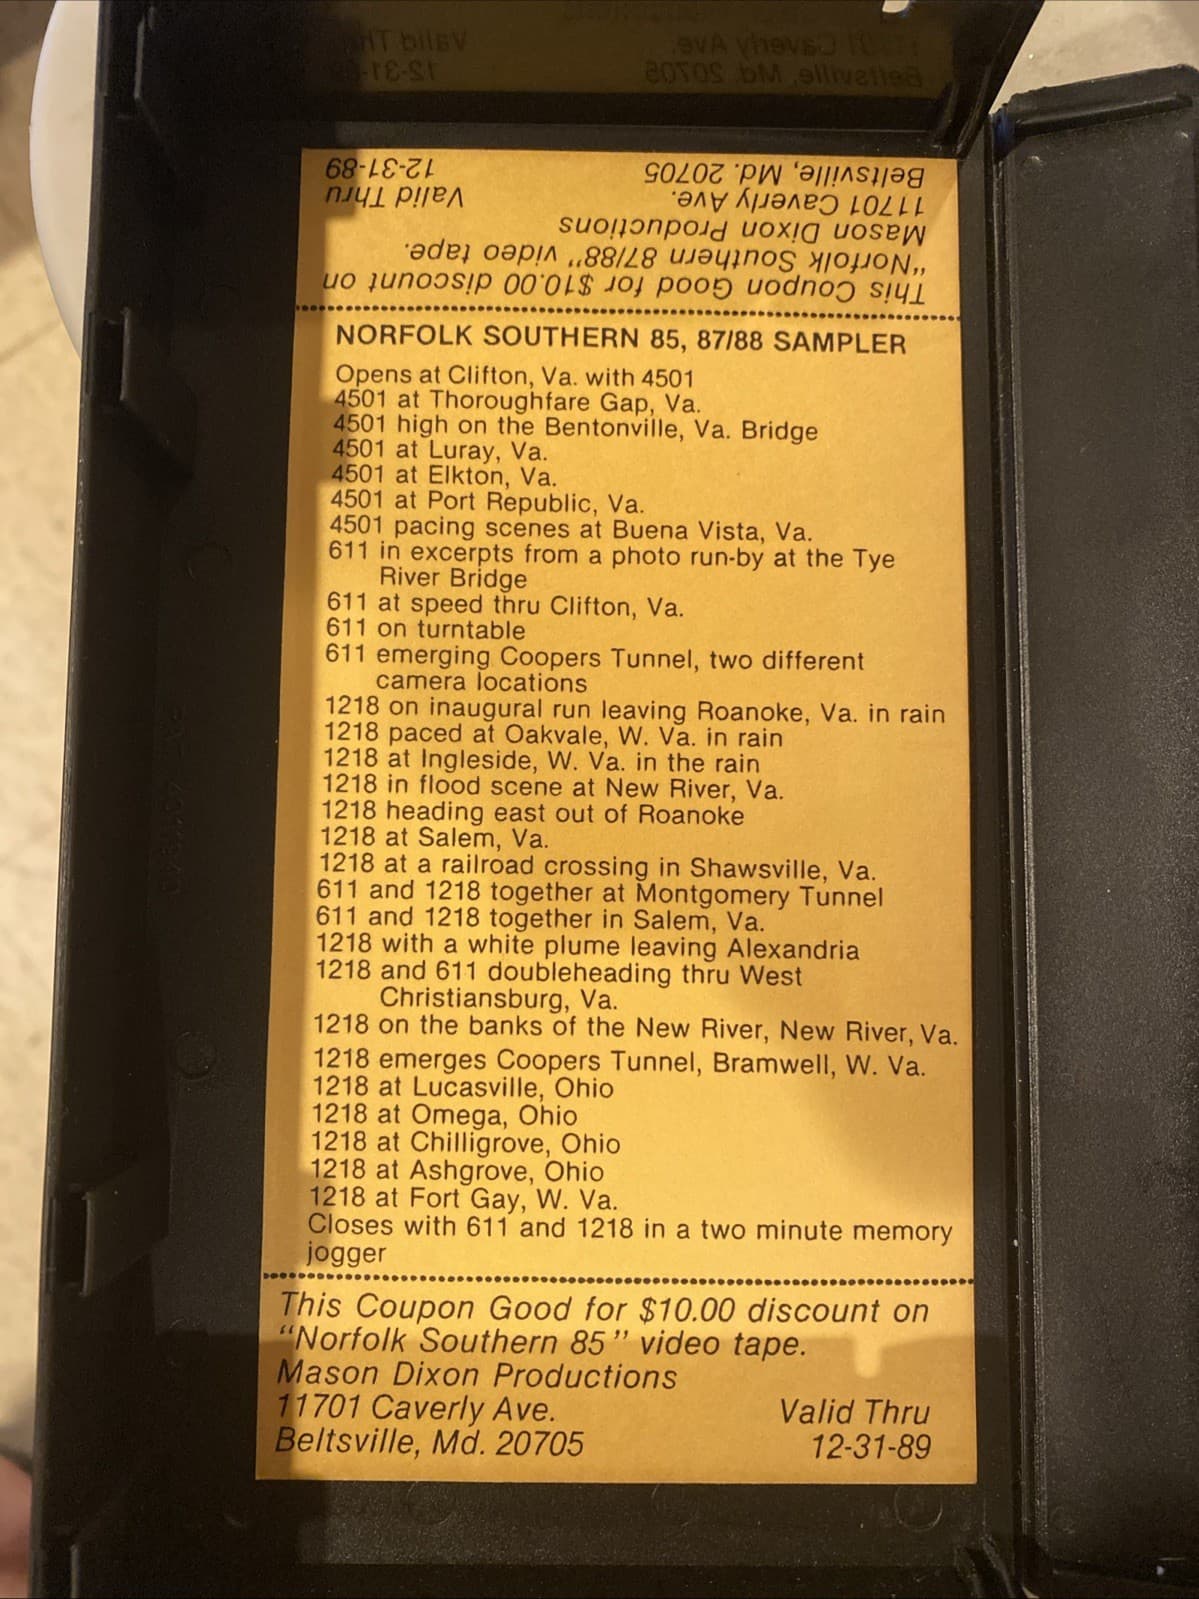 This Coupon Good for $10.00 discount on
"Norfolk Southern 87/88" video tape.
Mason Dixon Productions
11701 Caverly Ave. Valid Thru
Beltsville, Md. 20705 12-31-89
NORFOLK SOUTHERN 85, 87/88 SAMPLER
Opens at Clifton, Va. with 4501
4501 at Thoroughfare Gap, Va.
4501 high on the Bentonville, Va. Bridge
4501 at Luray, Va.
4501 at Elkton, Va.
4501 at Port Republic, Va.
4501 pacing scenes at Buena Vista, Va.
611 in excerpts from a photo run-by at the Tye
River Bridge
611 at speed thru Clifton, Va.
611 on turntable
611 emerging Coopers Tunnel, two different
camera locations
1218 on inaugural run leaving Roanoke, Va. in rain
1218 paced at Oakvale, W. Va. in rain
1218 at Ingleside, W. Va. in the rain
1218 in flood scene at New River, Va.
1218 heading east out of Roanoke
1218 at Salem, Va.
1218 at a railroad crossing in Shawsville, Va.
611 and 1218 together at Montgomery Tunnel
611 and 1218 together in Salem, Va.
1218 with a white plume leaving Alexandria
1218 and 611 doubleheading thru West
Christiansburg, Va.
1218 on the banks of the New River, New River, Va.
1218 emerges Coopers Tunnel, Bramwell, W. Va.
1218 at Lucasville, Ohio
1218 at Omega, Ohio
1218 at Chilligrove, Ohio
1218 at Ashgrove, Ohio
1218 at Fort Gay, W. Va.
Closes with 611 and 1218 in a two minute memory
jogger
This Coupon Good for $10.00 discount on
"Norfolk Southern 85" video tape.
Mason Dixon Productions
11701 Caverly Ave. Valid Thru
Beltsville, Md. 20705 12-31-89